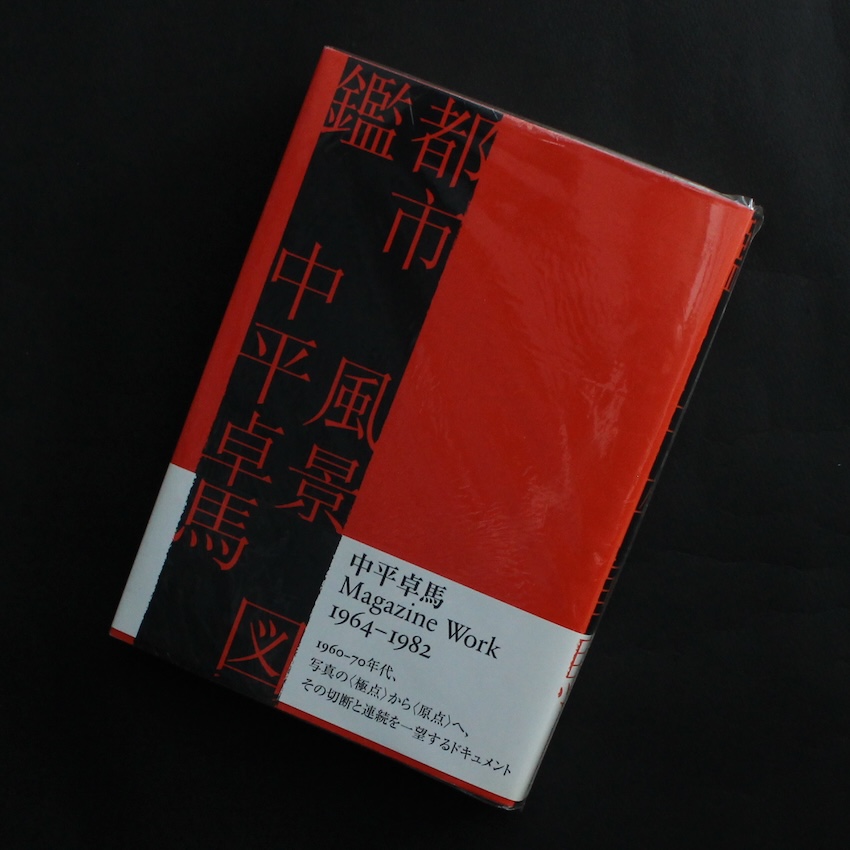 都市
風景
図
鑑
中平卓馬
中平卓馬
Magazine Work
1964–1982
1960–70年代、
写真の〈極点〉から〈原点〉へ、
その切断と連続を一望するドキュメント